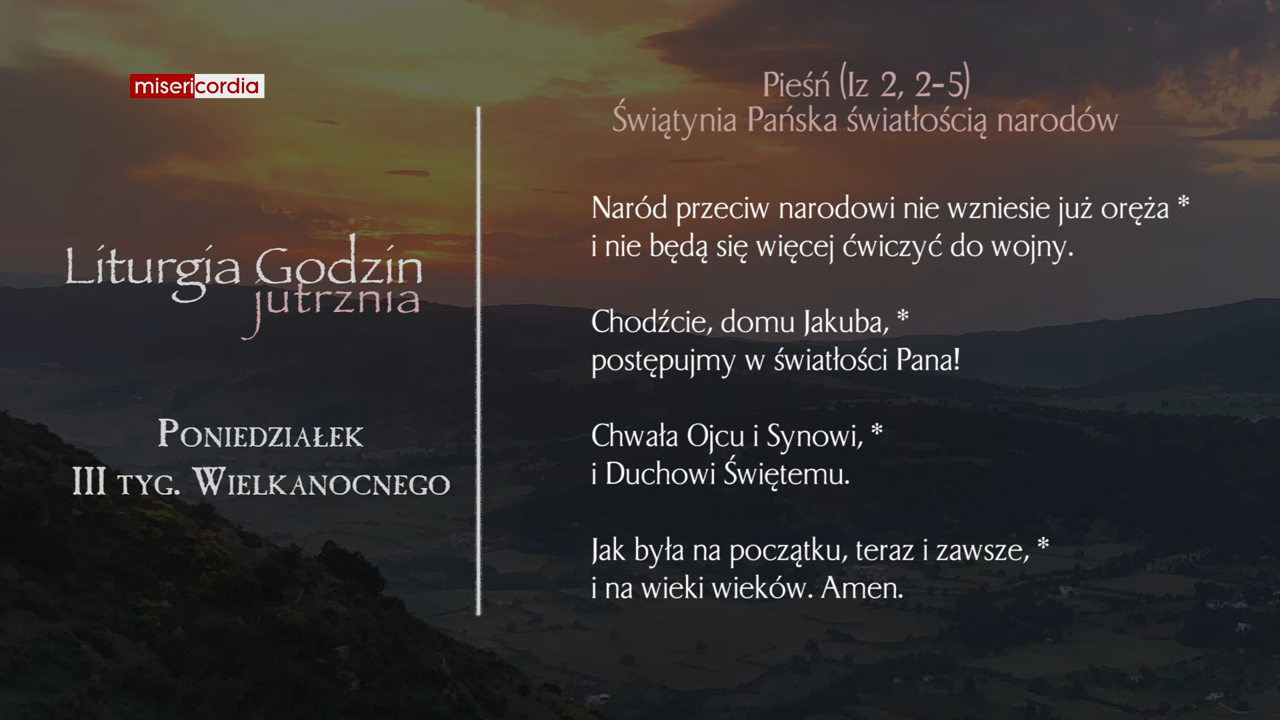 misericordia
Liturgia Godzin
jutrznia
Poniedziałek
III tyg. Wielkanocnego
Pieśń (Iz 2, 2-5)
Świątynia Pańska światłością narodów
Naród przeciw narodowi nie wzniesie już oręża *
i nie będą się więcej ćwiczyć do wojny.
Chodźcie, domu Jakuba, *
postępujmy w światłości Pana!
Chwała Ojcu i Synowi, *
i Duchowi Świętemu.
Jak była na początku, teraz i zawsze, *
i na wieki wieków. Amen.